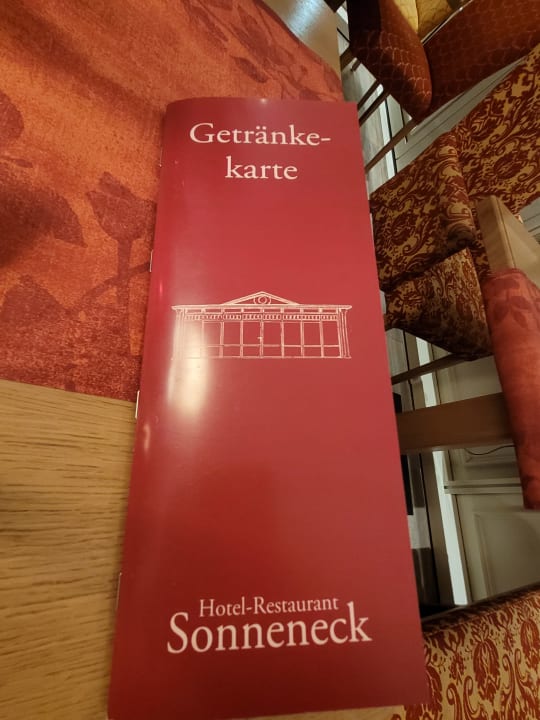 Getränke-
karte
Hotel-Restaurant
Sonneneck